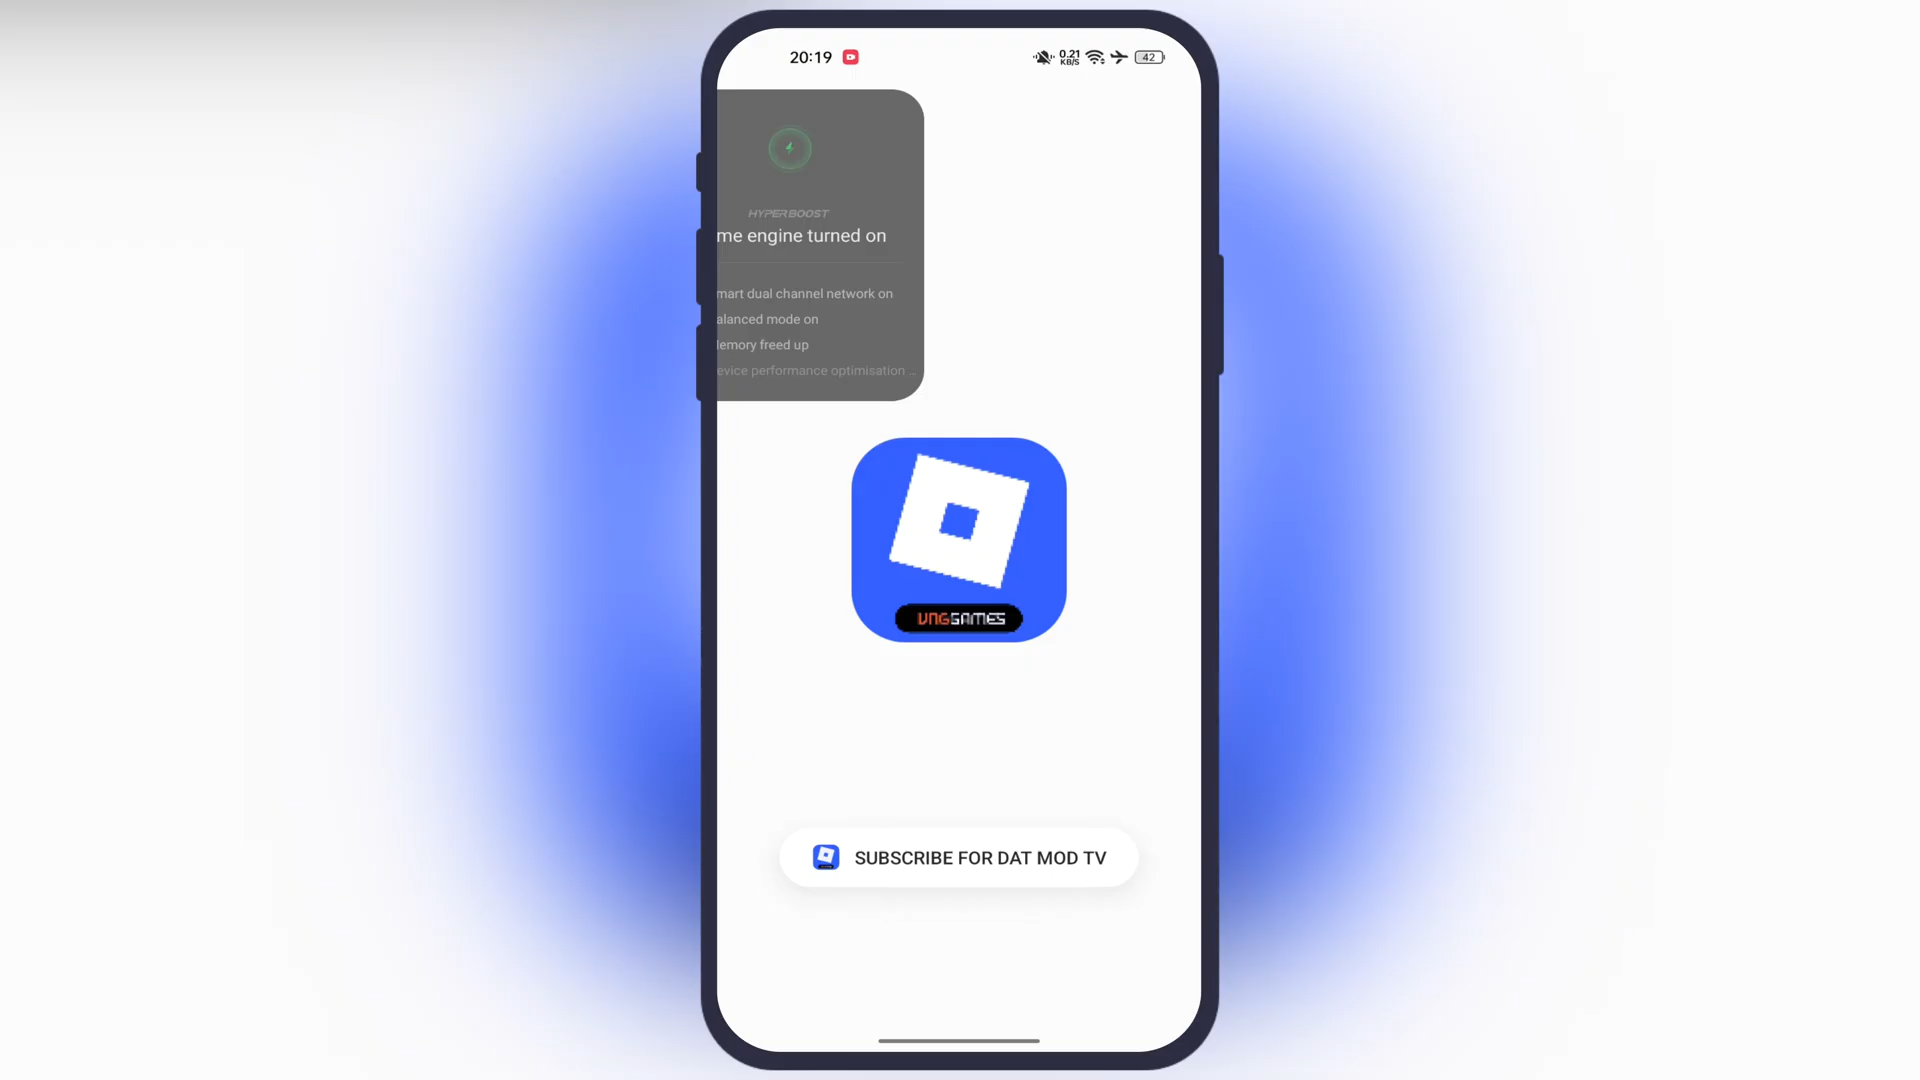 20:19
0.21
KB/S
42
HYPERBOOST
me engine turned on
mart dual channel network on
alanced mode on
emory freed up
evice performance optimisation ..
VNGGAMES
SUBSCRIBE FOR DAT MOD TV